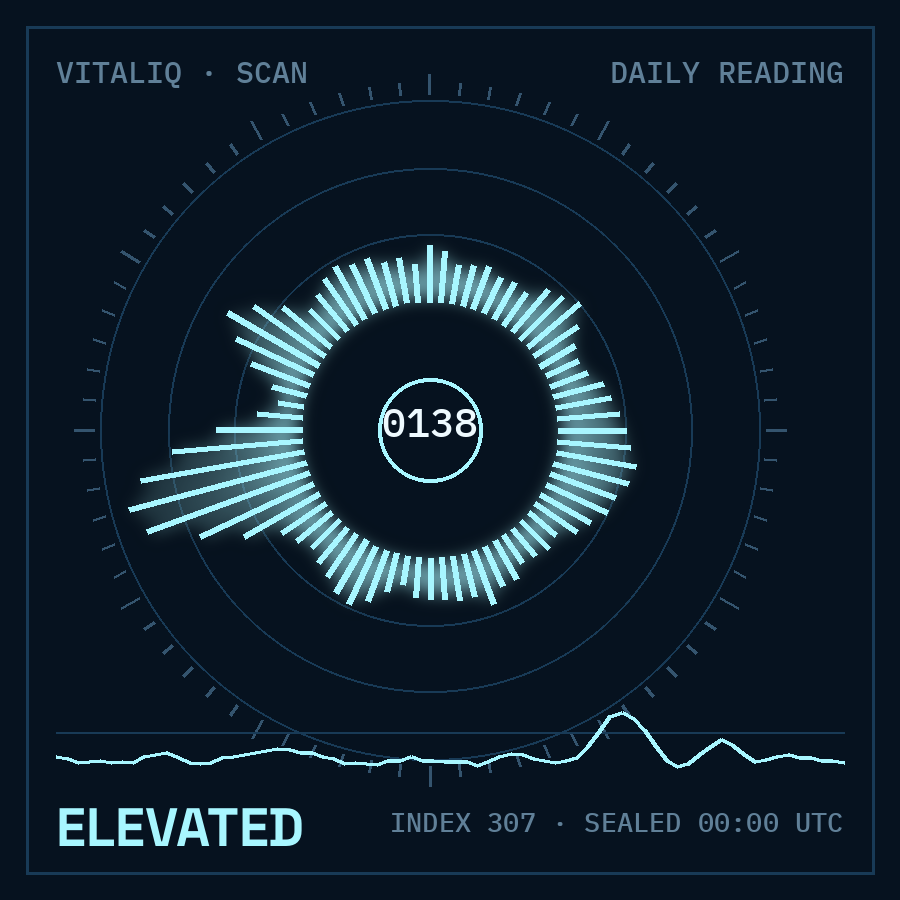 VITALIQ · SCAN
DAILY READING
0138
ELEVATED
INDEX 307 · SEALED 00:00 UTC